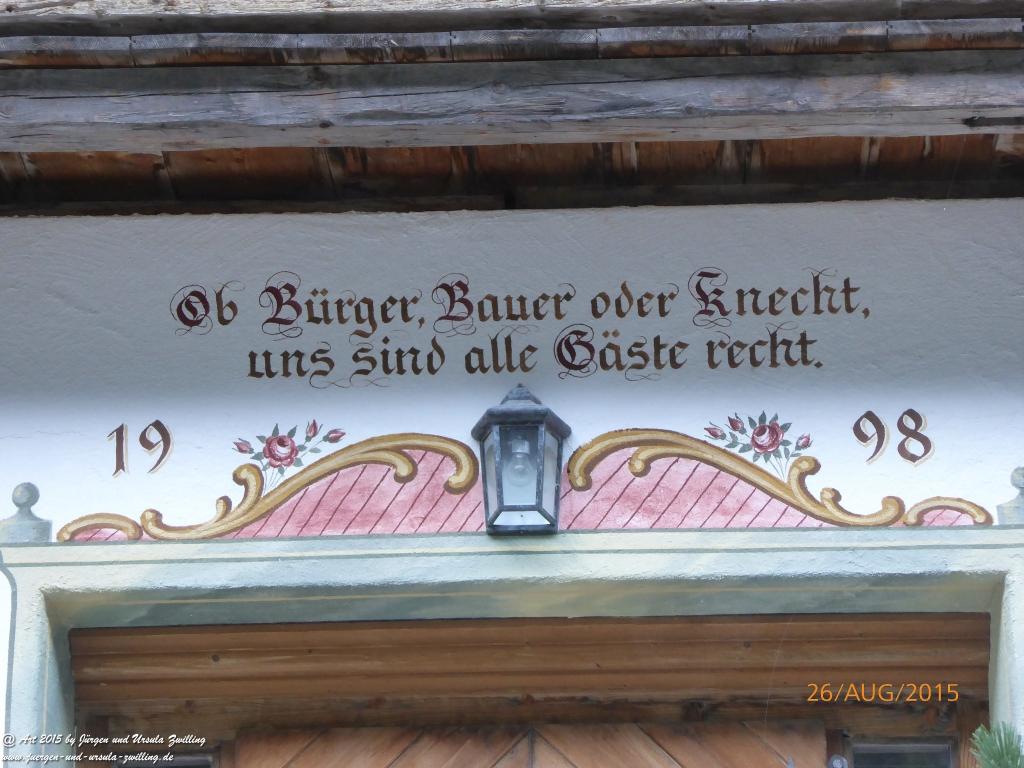 Ob Bürger, Bauer oder Knecht,
uns sind alle Gäste recht.
19 98
26/AUG/2015
@ Art 2015 by Jürgen und Ursula Zwilling
www.juergen-und-ursula-zwilling.de